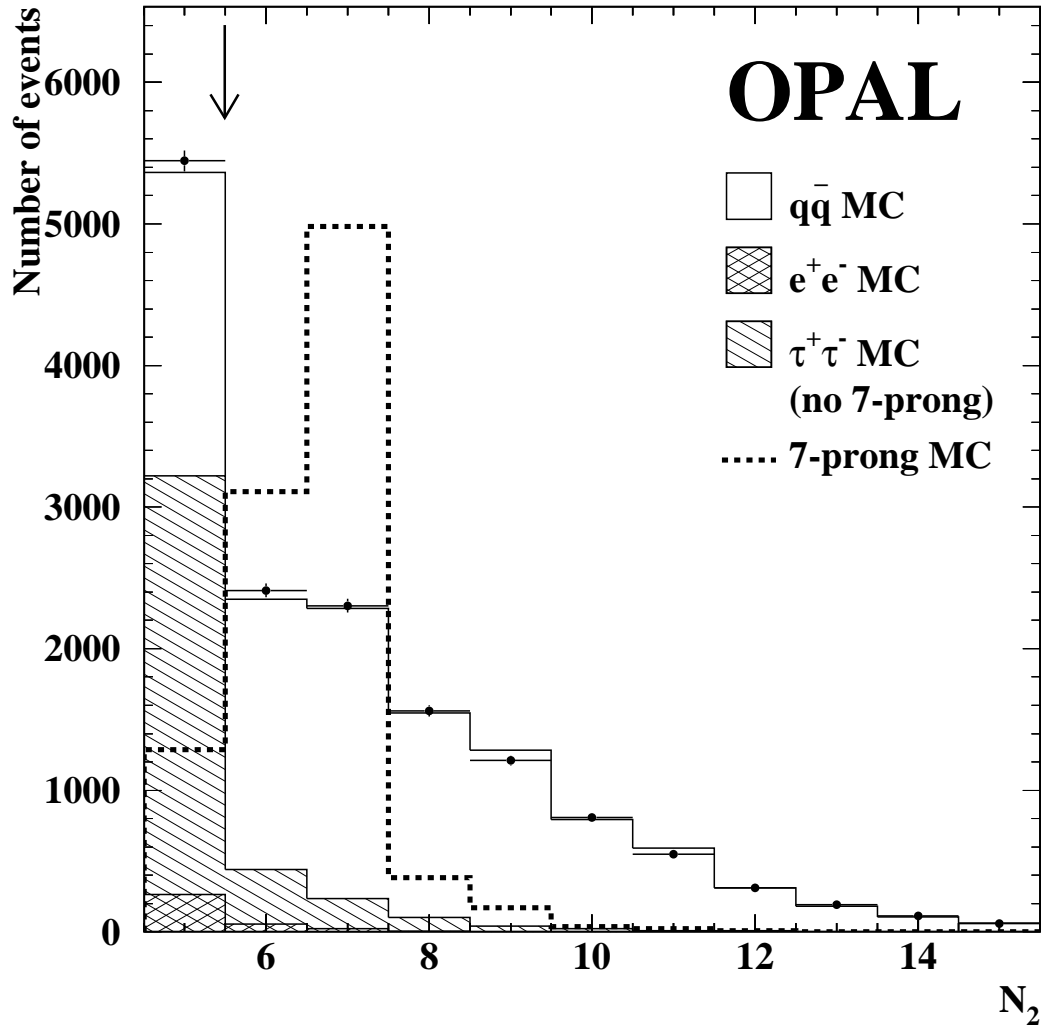 Number of events
6000
5000
4000
3000
2000
1000
0
OPAL
qq̄ MC
e⁺e⁻ MC
τ⁺τ⁻ MC
(no 7-prong)
7-prong MC
6 8 10 12 14
N₂